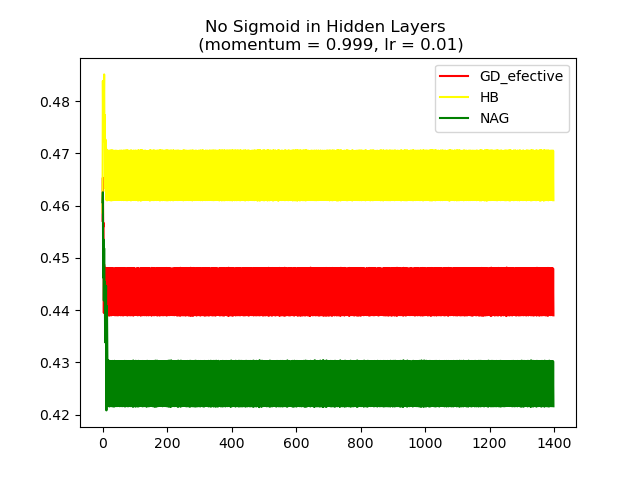 No Sigmoid in Hidden Layers
(momentum = 0.999, lr = 0.01)
GD_efective
HB
NAG
0.48
0.47
0.46
0.45
0.44
0.43
0.42
0 200 400 600 800 1000 1200 1400